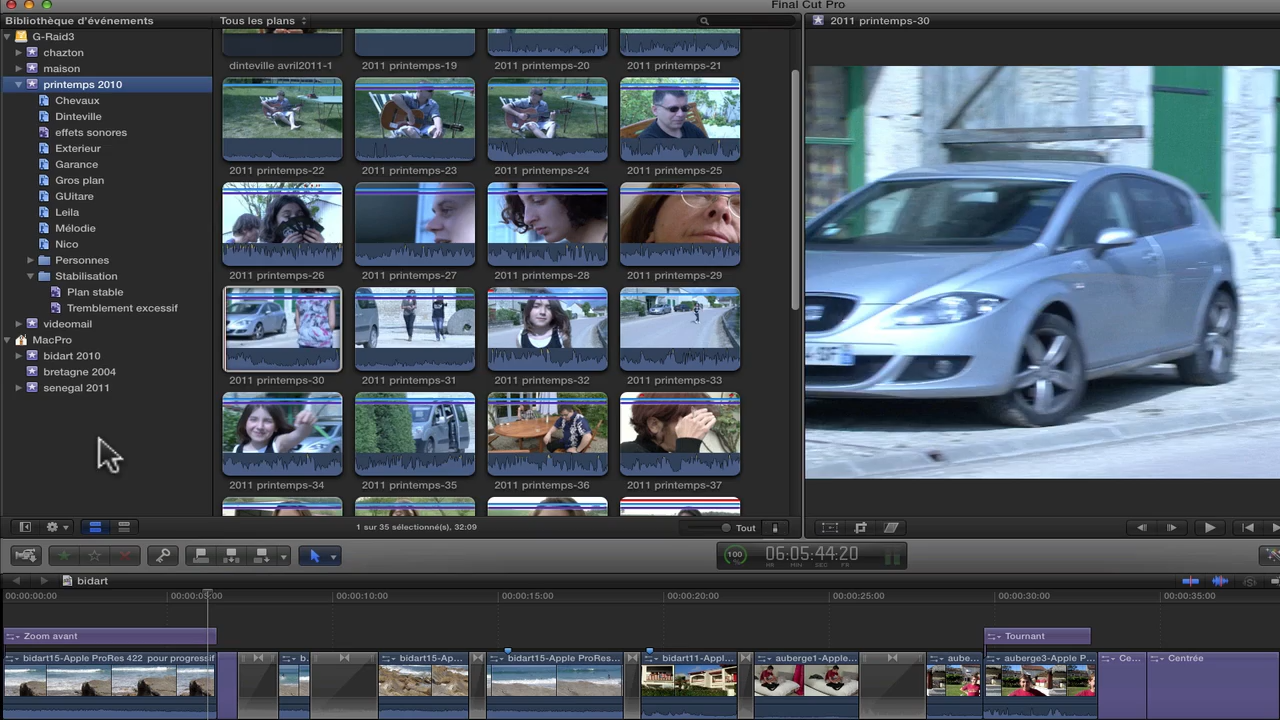 Final Cut Pro
Bibliothèque d'événements
Tous les plans
2011 printemps-30
G-Raid3
chazton
maison
printemps 2010
Chevaux
Dinteville
effets sonores
Exterieur
Garance
Gros plan
GUitare
Leila
Mélodie
Nico
Personnes
Stabilisation
Plan stable
Tremblement excessif
videomail
MacPro
bidart 2010
bretagne 2004
senegal 2011
dinteville avril2011-1
2011 printemps-19
2011 printemps-20
2011 printemps-21
2011 printemps-22
2011 printemps-23
2011 printemps-24
2011 printemps-25
2011 printemps-26
2011 printemps-27
2011 printemps-28
2011 printemps-29
2011 printemps-30
2011 printemps-31
2011 printemps-32
2011 printemps-33
2011 printemps-34
2011 printemps-35
2011 printemps-36
2011 printemps-37
1 sur 35 sélectionné(s), 32:09
Tout
100
06:05:44:20
HR MIN SEC FR
bidart
00:00:00:00
00:00:05:00
00:00:10:00
00:00:15:00
00:00:20:00
00:00:25:00
00:00:30:00
00:00:35:00
Zoom avant
Tournant
bidart15-Apple ProRes 422 pour progressif
b.
bidart15-Ap...
bidart15-Apple ProRes...
bidart11-Appl...
auberge1-Apple...
aube...
auberge3-Apple P...
Ce...
Centrée